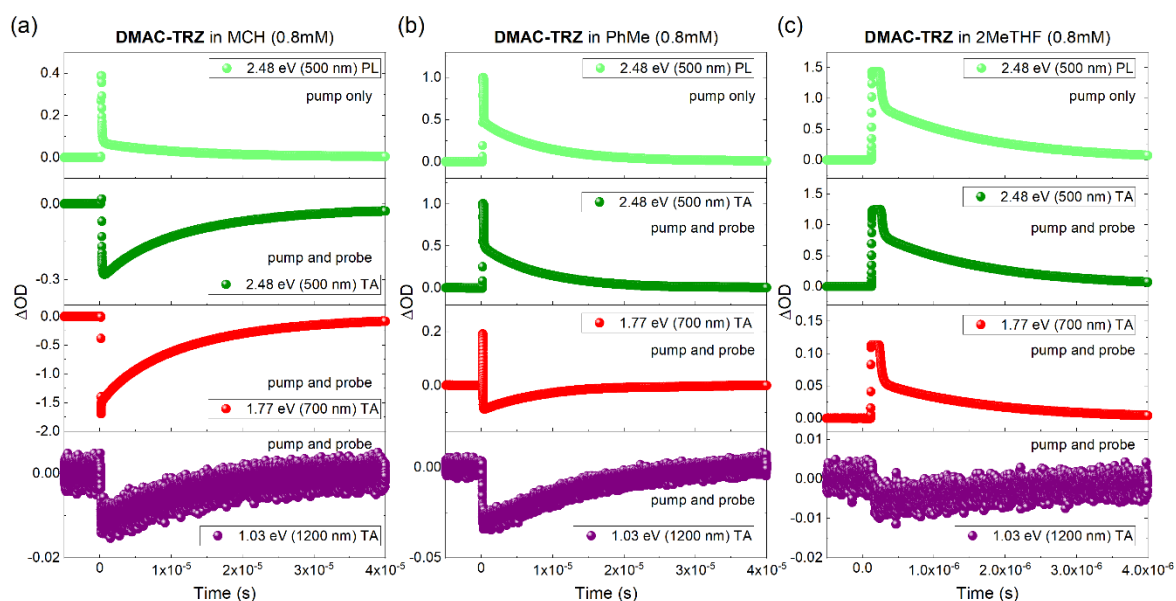 (a)
DMAC-TRZ in MCH (0.8mM)
2.48 eV (500 nm) PL
pump only
0.4
0.2
0.0
0.0
-0.3
pump and probe
2.48 eV (500 nm) TA
0.0
-0.5
-1.0
-1.5
-2.0
pump and probe
1.77 eV (700 nm) TA
pump and probe
0.00
-0.02
1.03 eV (1200 nm) TA
ΔOD
0
1x10-5
2x10-5
3x10-5
4x10-5
Time (s)
(b)
DMAC-TRZ in PhMe (0.8mM)
2.48 eV (500 nm) PL
pump only
1.0
0.5
0.0
2.48 eV (500 nm) TA
pump and probe
1.0
0.5
0.0
1.77 eV (700 nm) TA
pump and probe
0.2
0.0
0.00
-0.05
pump and probe
1.03 eV (1200 nm) TA
ΔOD
0
1x10-5
2x10-5
3x10-5
4x10-5
Time (s)
(c)
DMAC-TRZ in 2MeTHF (0.8mM)
2.48 eV (500 nm) PL
pump only
1.5
1.0
0.5
0.0
2.48 eV (500 nm) TA
pump and probe
1.5
1.0
0.5
0.0
1.77 eV (700 nm) TA
pump and probe
0.15
0.10
0.05
0.00
pump and probe
0.005
0.000
-0.005
-0.010
1.03 eV (1200 nm) TA
ΔOD
0.0
1.0x10-6
2.0x10-6
3.0x10-6
4.0x10-6
Time (s)